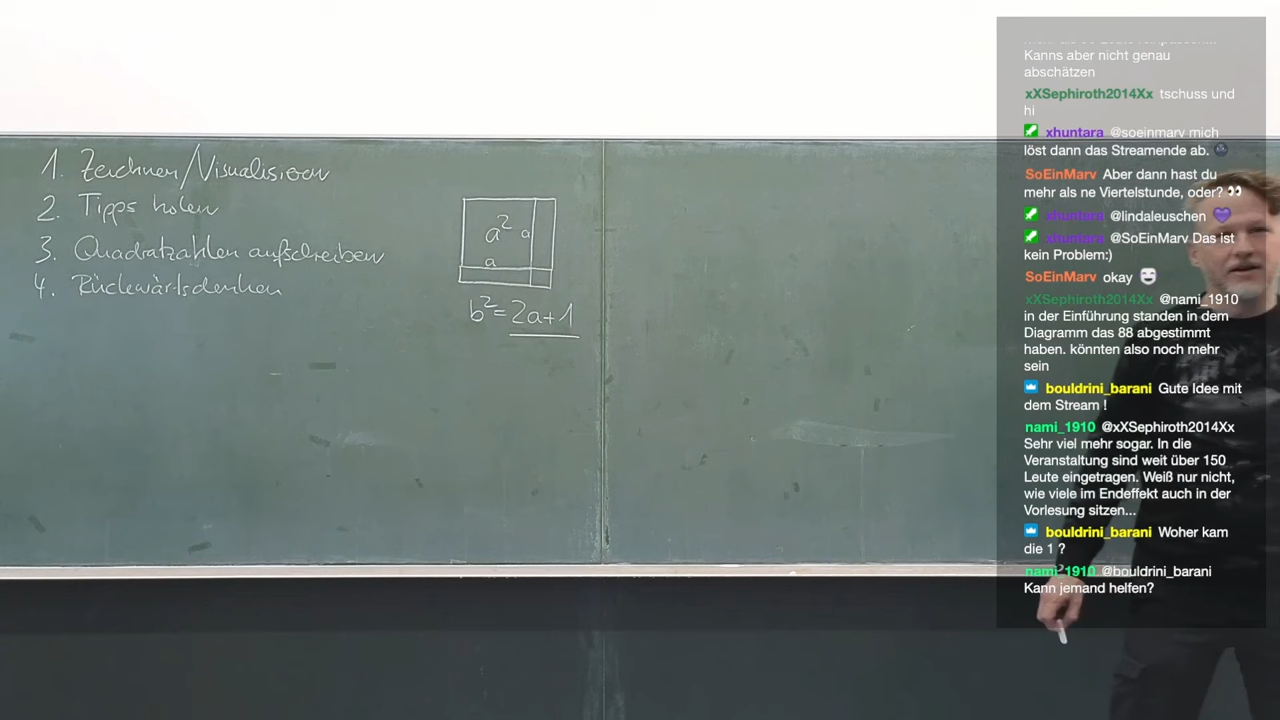 1. Zeichnen/Visualisieren
2. Tipps holen
3. Quadratzahlen aufschreiben
4. Rückwärtsdenken
a² a
a
b²=2a+1
Kanns aber nicht genau
abschätzen
xXSephiroth2014Xx tschuss und
hi
xhuntara @soeinmarv mich
löst dann das Streamende ab.
SoEinMarv Aber dann hast du
mehr als ne Viertelstunde, oder? 👀
xhuntara @lindaleuschen 💜
xhuntara @SoEinMarv Das ist
kein Problem:)
SoEinMarv okay
xXSephiroth2014Xx @nami_1910
in der Einführung standen in dem
Diagramm das 88 abgestimmt
haben. könnten also noch mehr
sein
bouldrini_barani Gute Idee mit
dem Stream !
nami_1910 @xXSephiroth2014Xx
Sehr viel mehr sogar. In die
Veranstaltung sind weit über 150
Leute eingetragen. Weiß nur nicht,
wie viele im Endeffekt auch in der
Vorlesung sitzen...
bouldrini_barani Woher kam
die 1 ?
nami_1910 @bouldrini_barani
Kann jemand helfen?